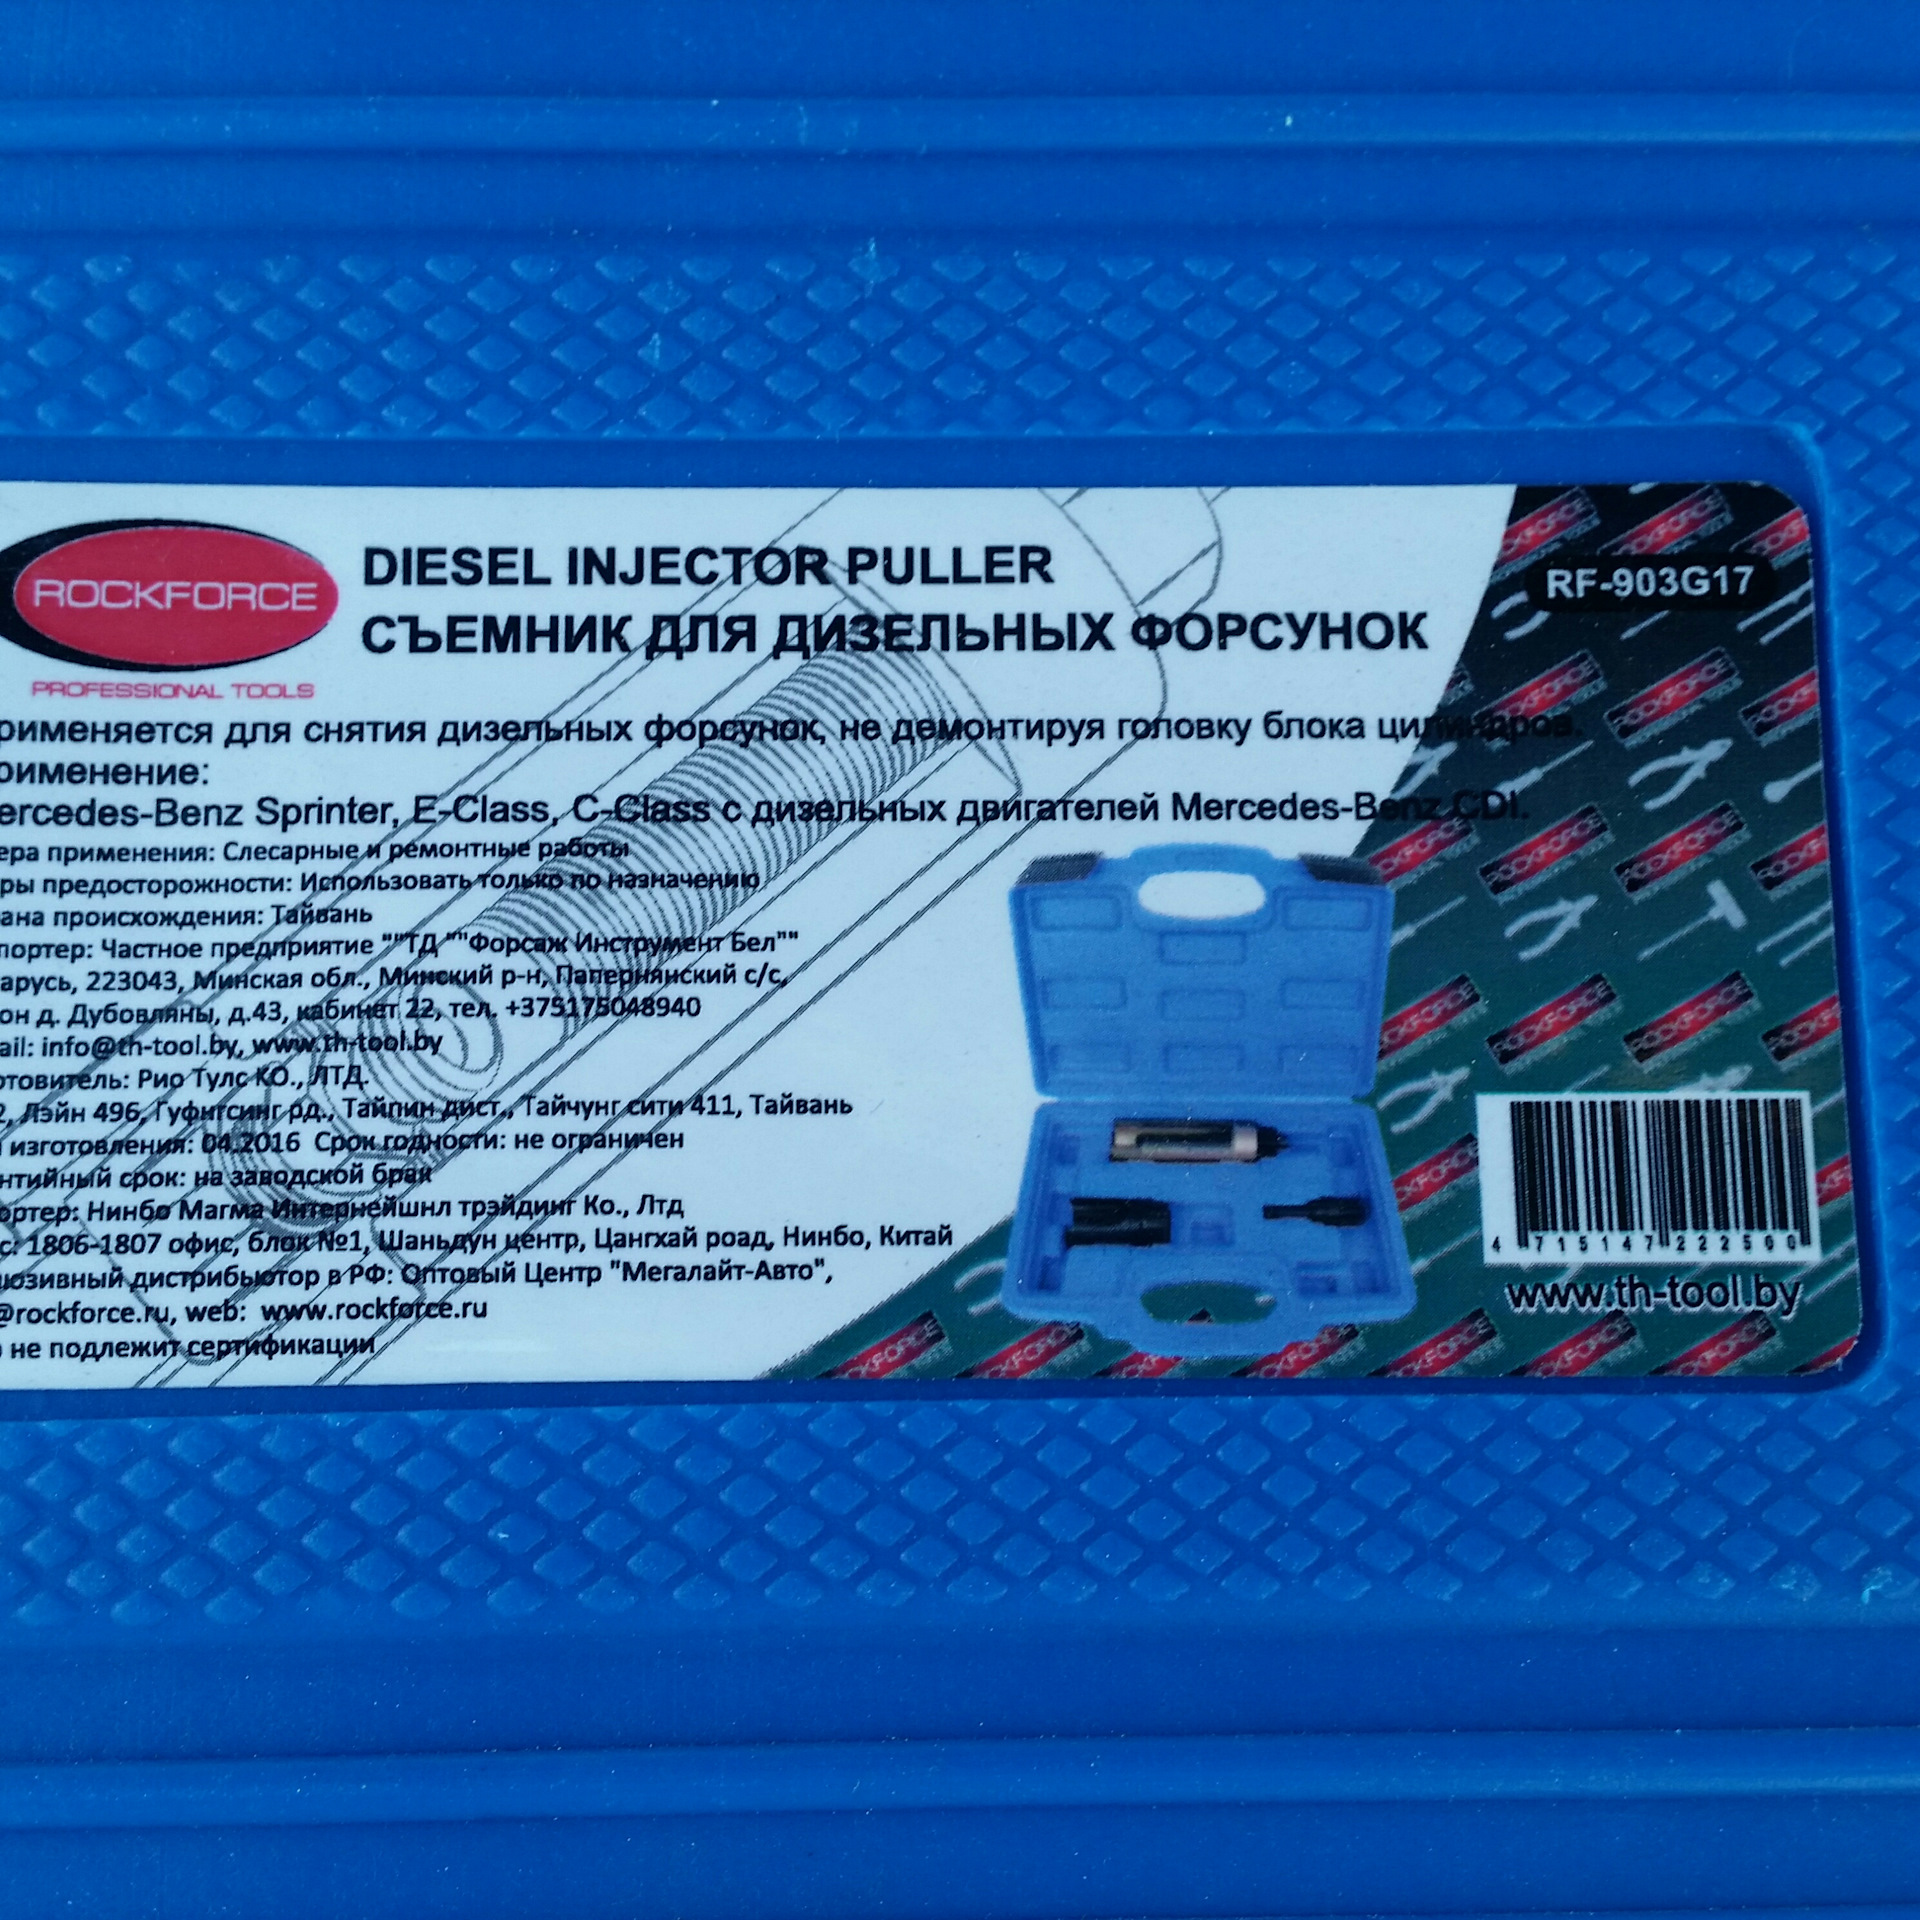 ROCKFORCE
PROFESSIONAL TOOLS
DIESEL INJECTOR PULLER
СЪЕМНИК ДЛЯ ДИЗЕЛЬНЫХ ФОРСУНОК
RF-903G17
рименяется для снятия дизельных форсунок, не демонтируя головку блока цилиндров.
рименение:
ercedes-Benz Sprinter, E-Class, C-Class с дизельных двигателей Mercedes-Benz CDI.
ера применения: Слесарные и ремонтные работы
ры предосторожности: Использовать только по назначению
ана происхождения: Тайвань
портер: Частное предприятие ""ТД ""Форсаж Инструмент Бел""
арусь, 223043, Минская обл., Минский р-н, Папернянский с/с,
он д. Дубовляны, д.43, кабинет 22, тел. +375175048940
ail: info@th-tool.by, www.th-tool.by
отовитель: Рио Тулс КО., ЛТД.
2, Лэйн 496, Гуфнгсинг рд., Тайпин дист., Тайчунг сити 411, Тайвань
изготовления: 04.2016 Срок годности: не ограничен
нтийный срок: на заводской брак
ортер: Нинбо Магма Интернейшнл трэйдинг Ко., Лтд
с: 1806-1807 офис, блок №1, Шаньдун центр, Цангхай роад, Нинбо, Китай
юзивный дистрибьютор в РФ: Оптовый Центр "Мегалайт-Авто",
@rockforce.ru, web: www.rockforce.ru
не подлежит сертификации
4 715147 222500
www.th-tool.by